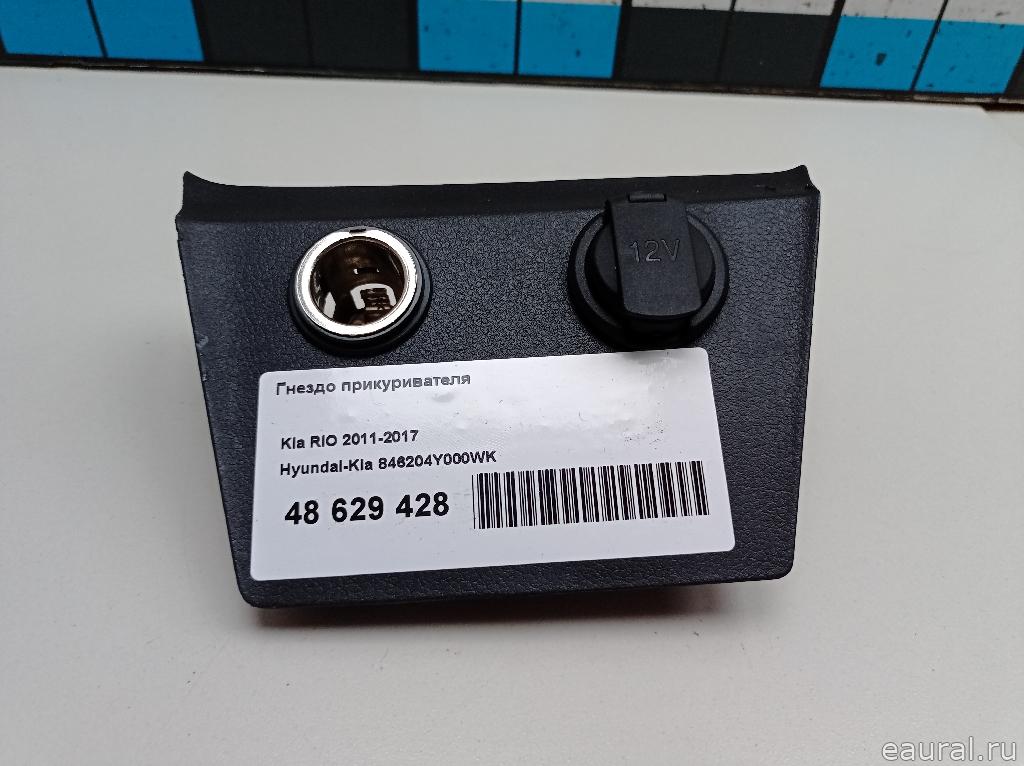 12V
Гнездо прикуривателя
Kia RIO 2011-2017
Hyundai-Kia 846204Y000WK
48 629 428
eaural.ru